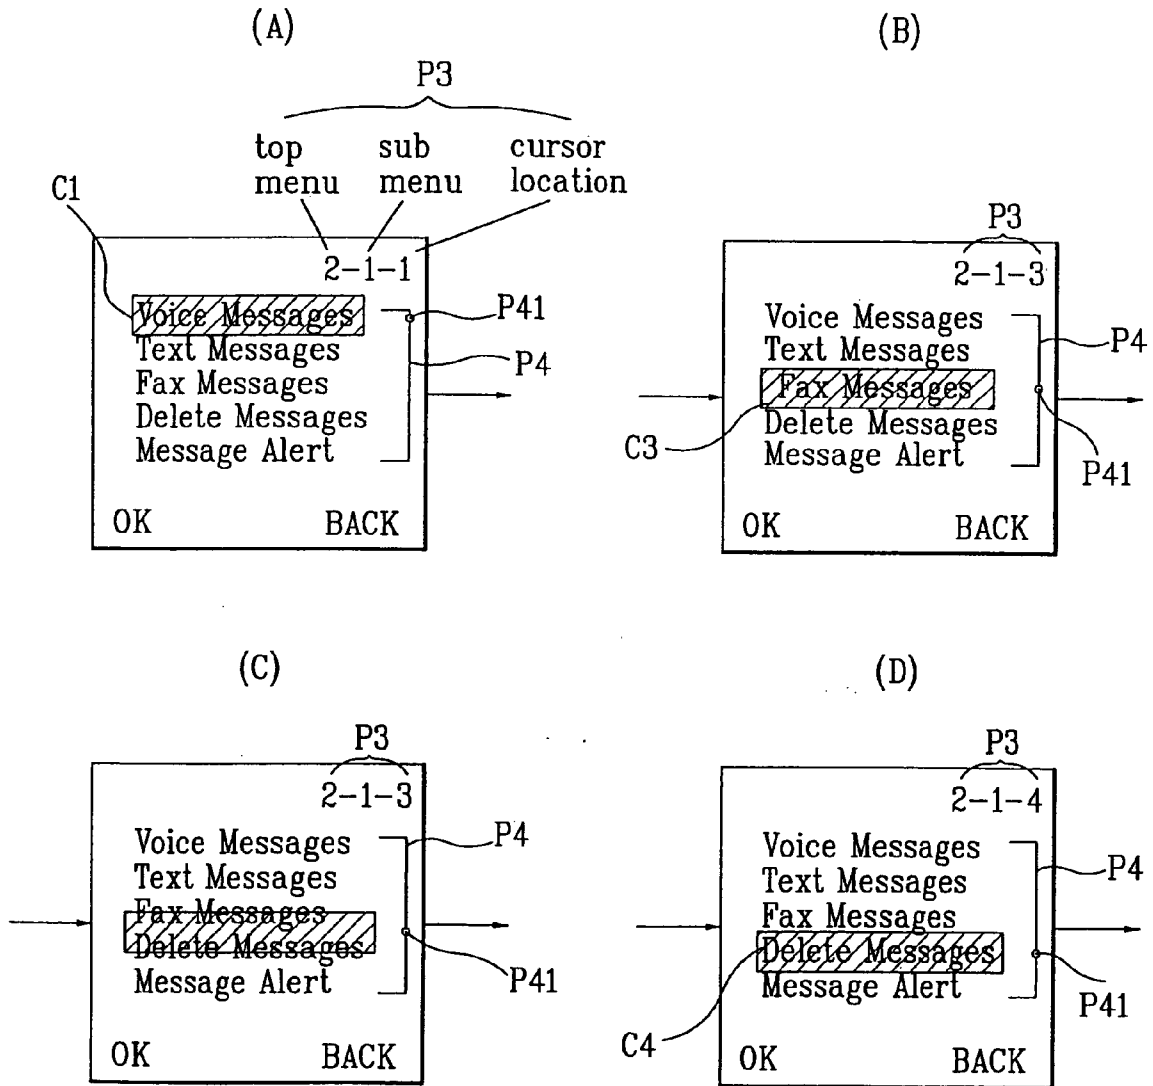 (A)
P3
top menu
sub menu
cursor location
C1
2-1-1
Voice Messages
P41
Text Messages
P4
Fax Messages
Delete Messages
Message Alert
OK
BACK
(B)
P3
2-1-3
Voice Messages
P4
Text Messages
Fax Messages
C3
Delete Messages
Message Alert
P41
OK
BACK
(C)
P3
2-1-3
Voice Messages
P4
Text Messages
Fax Messages
Delete Messages
Message Alert
P41
OK
BACK
(D)
P3
2-1-4
Voice Messages
P4
Text Messages
Fax Messages
Delete Messages
Message Alert
P41
C4
OK
BACK